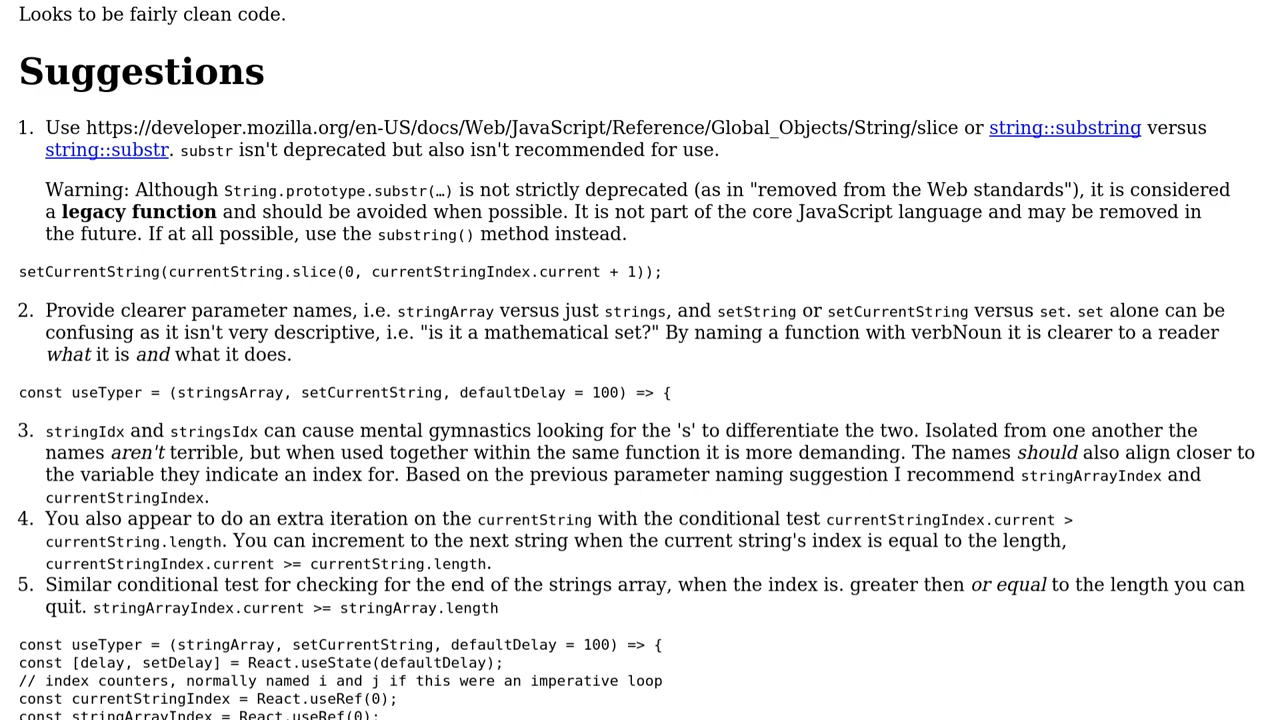 Looks to be fairly clean code.
Suggestions
1. Use https://developer.mozilla.org/en-US/docs/Web/JavaScript/Reference/Global_Objects/String/slice or string::substring versus
string::substr. substr isn't deprecated but also isn't recommended for use.
Warning: Although String.prototype.substr(…) is not strictly deprecated (as in "removed from the Web standards"), it is considered
a legacy function and should be avoided when possible. It is not part of the core JavaScript language and may be removed in
the future. If at all possible, use the substring() method instead.
setCurrentString(currentString.slice(0, currentStringIndex.current + 1));
2. Provide clearer parameter names, i.e. stringArray versus just strings, and setString or setCurrentString versus set. set alone can be
confusing as it isn't very descriptive, i.e. "is it a mathematical set?" By naming a function with verbNoun it is clearer to a reader
what it is and what it does.
const useTyper = (stringsArray, setCurrentString, defaultDelay = 100) => {
3. stringIdx and stringsIdx can cause mental gymnastics looking for the 's' to differentiate the two. Isolated from one another the
names aren't terrible, but when used together within the same function it is more demanding. The names should also align closer to
the variable they indicate an index for. Based on the previous parameter naming suggestion I recommend stringArrayIndex and
currentStringIndex.
4. You also appear to do an extra iteration on the currentString with the conditional test currentStringIndex.current >
currentString.length. You can increment to the next string when the current string's index is equal to the length,
currentStringIndex.current >= currentString.length.
5. Similar conditional test for checking for the end of the strings array, when the index is. greater then or equal to the length you can
quit. stringArrayIndex.current >= stringArray.length
const useTyper = (stringArray, setCurrentString, defaultDelay = 100) => {
const [delay, setDelay] = React.useState(defaultDelay);
// index counters, normally named i and j if this were an imperative loop
const currentStringIndex = React.useRef(0);
const stringArrayIndex = React.useRef(0);